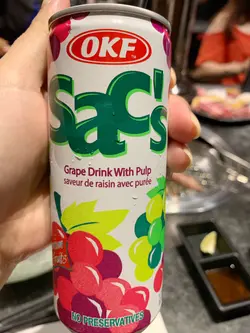 OKF
Sac's
Grape Drink With Pulp
saveur de raisin avec purée
NO PRESERVATIVES